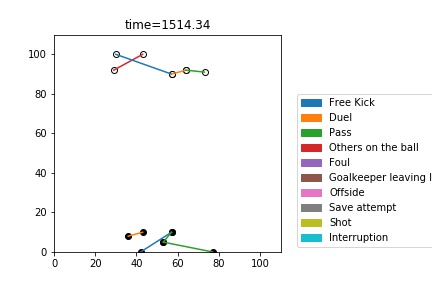 time=1514.34
100
80
60
40
20
0
0 20 40 60 80 100
Free Kick
Duel
Pass
Others on the ball
Foul
Goalkeeper leaving l
Offside
Save attempt
Shot
Interruption